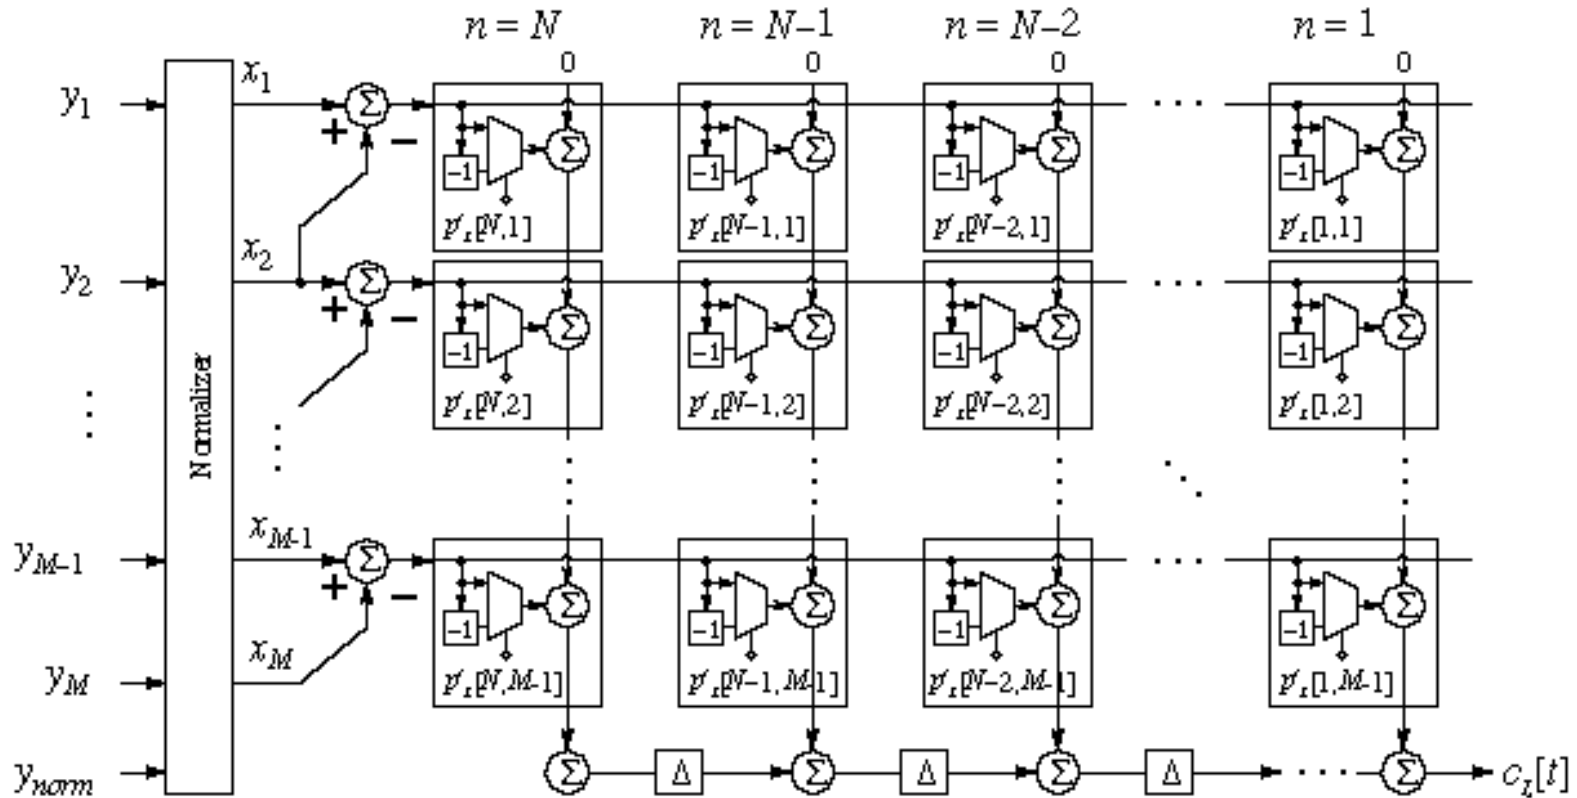 n = N n = N−1 n = N−2 n = 1
0 0 0 0
y1 x1 Σ ···
+ −
Σ Σ Σ Σ
−1 −1 −1 −1
p′z[N,1] p′z[N−1,1] p′z[N−2,1] p′z[1,1]
y2 x2 Σ ···
+ −
Σ Σ Σ Σ
−1 −1 −1 −1
p′z[N,2] p′z[N−1,2] p′z[N−2,2] p′z[1,2]
Normalizer
yM−1 xM-1 Σ ···
+ −
Σ Σ Σ Σ
−1 −1 −1 −1
yM xM
p′z[N,M-1] p′z[N−1,M-1] p′z[N−2,M-1] p′z[1,M-1]
ynorm Σ Δ Σ Δ Σ Δ ··· Σ cz[t]